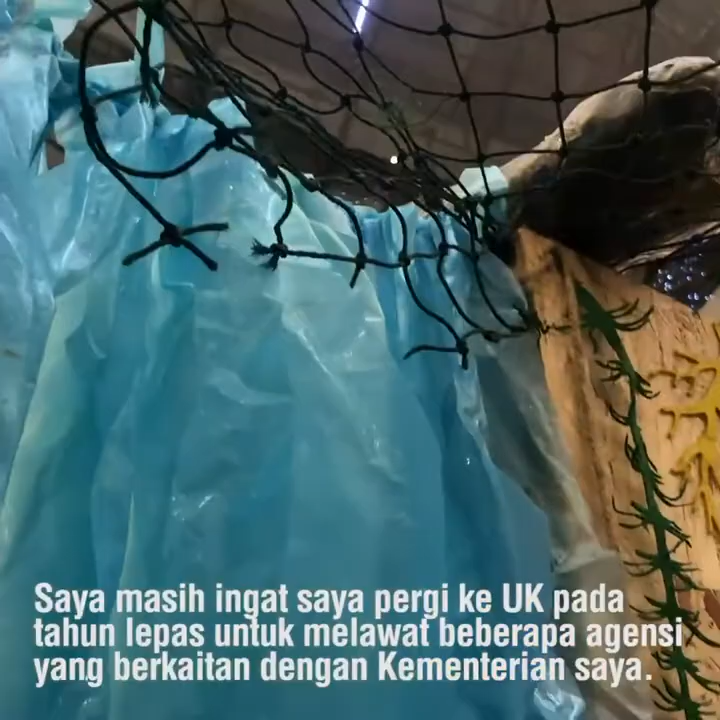 Saya masih ingat saya pergi ke UK pada
tahun lepas untuk melawat beberapa agensi
yang berkaitan dengan Kementerian saya.